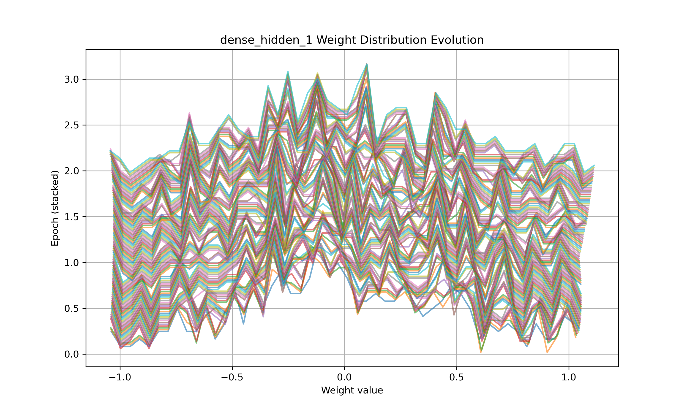 dense_hidden_1 Weight Distribution Evolution
3.0
2.5
2.0
1.5
1.0
0.5
0.0
Epoch (stacked)
−1.0 −0.5 0.0 0.5 1.0
Weight value